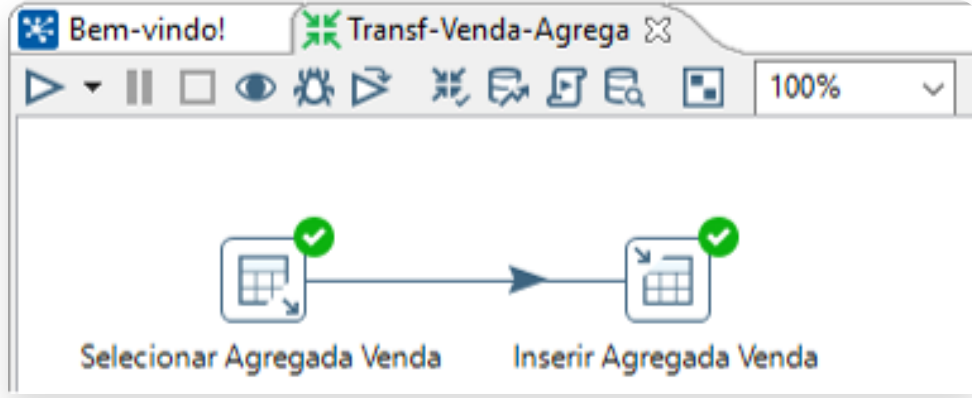 Bem-vindo!
Transf-Venda-Agrega
100%
Selecionar Agregada Venda
Inserir Agregada Venda